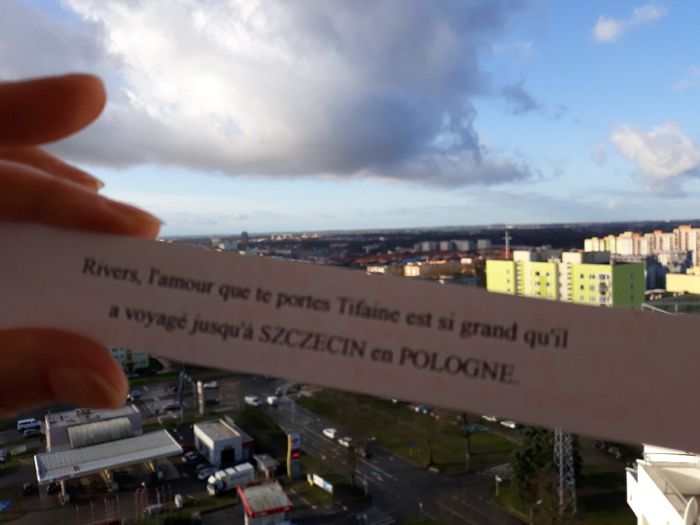 Rivers, l'amour que te portes Tifaine est si grand qu'il
a voyagé jusqu'à SZCZECIN en POLOGNE.